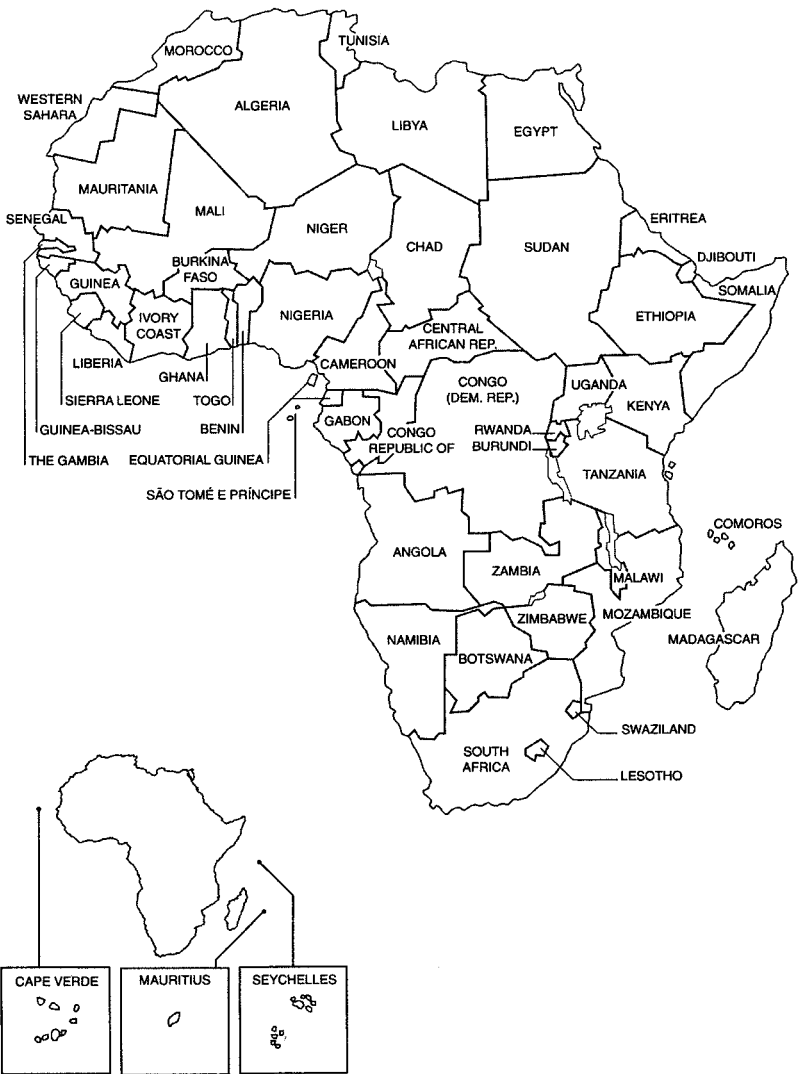 TUNISIA
MOROCCO
WESTERN
SAHARA
ALGERIA
LIBYA
EGYPT
MAURITANIA
MALI
NIGER
CHAD
SUDAN
ERITREA
SENEGAL
DJIBOUTI
BURKINA
FASO
GUINEA
SOMALIA
IVORY
COAST
NIGERIA
ETHIOPIA
CENTRAL
AFRICAN REP.
LIBERIA
CAMEROON
GHANA
SIERRA LEONE
TOGO
CONGO
(DEM. REP.)
UGANDA
KENYA
GABON
GUINEA-BISSAU
BENIN
CONGO
REPUBLIC OF
RWANDA
BURUNDI
THE GAMBIA
EQUATORIAL GUINEA
TANZANIA
SÃO TOMÉ E PRÍNCIPE
COMOROS
ANGOLA
ZAMBIA
MALAWI
MOZAMBIQUE
ZIMBABWE
NAMIBIA
MADAGASCAR
BOTSWANA
SWAZILAND
SOUTH
AFRICA
LESOTHO
CAPE VERDE
MAURITIUS
SEYCHELLES